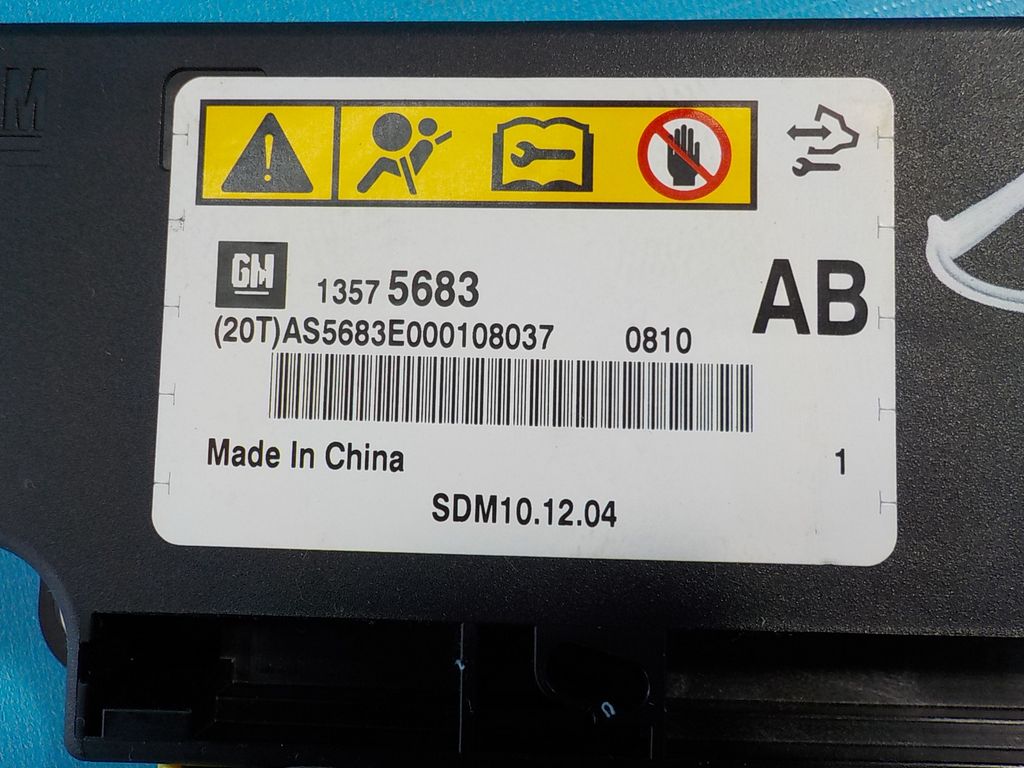 GM
1357 5683
AB
(20T)AS5683E000108037 0810
Made In China
1
SDM10.12.04